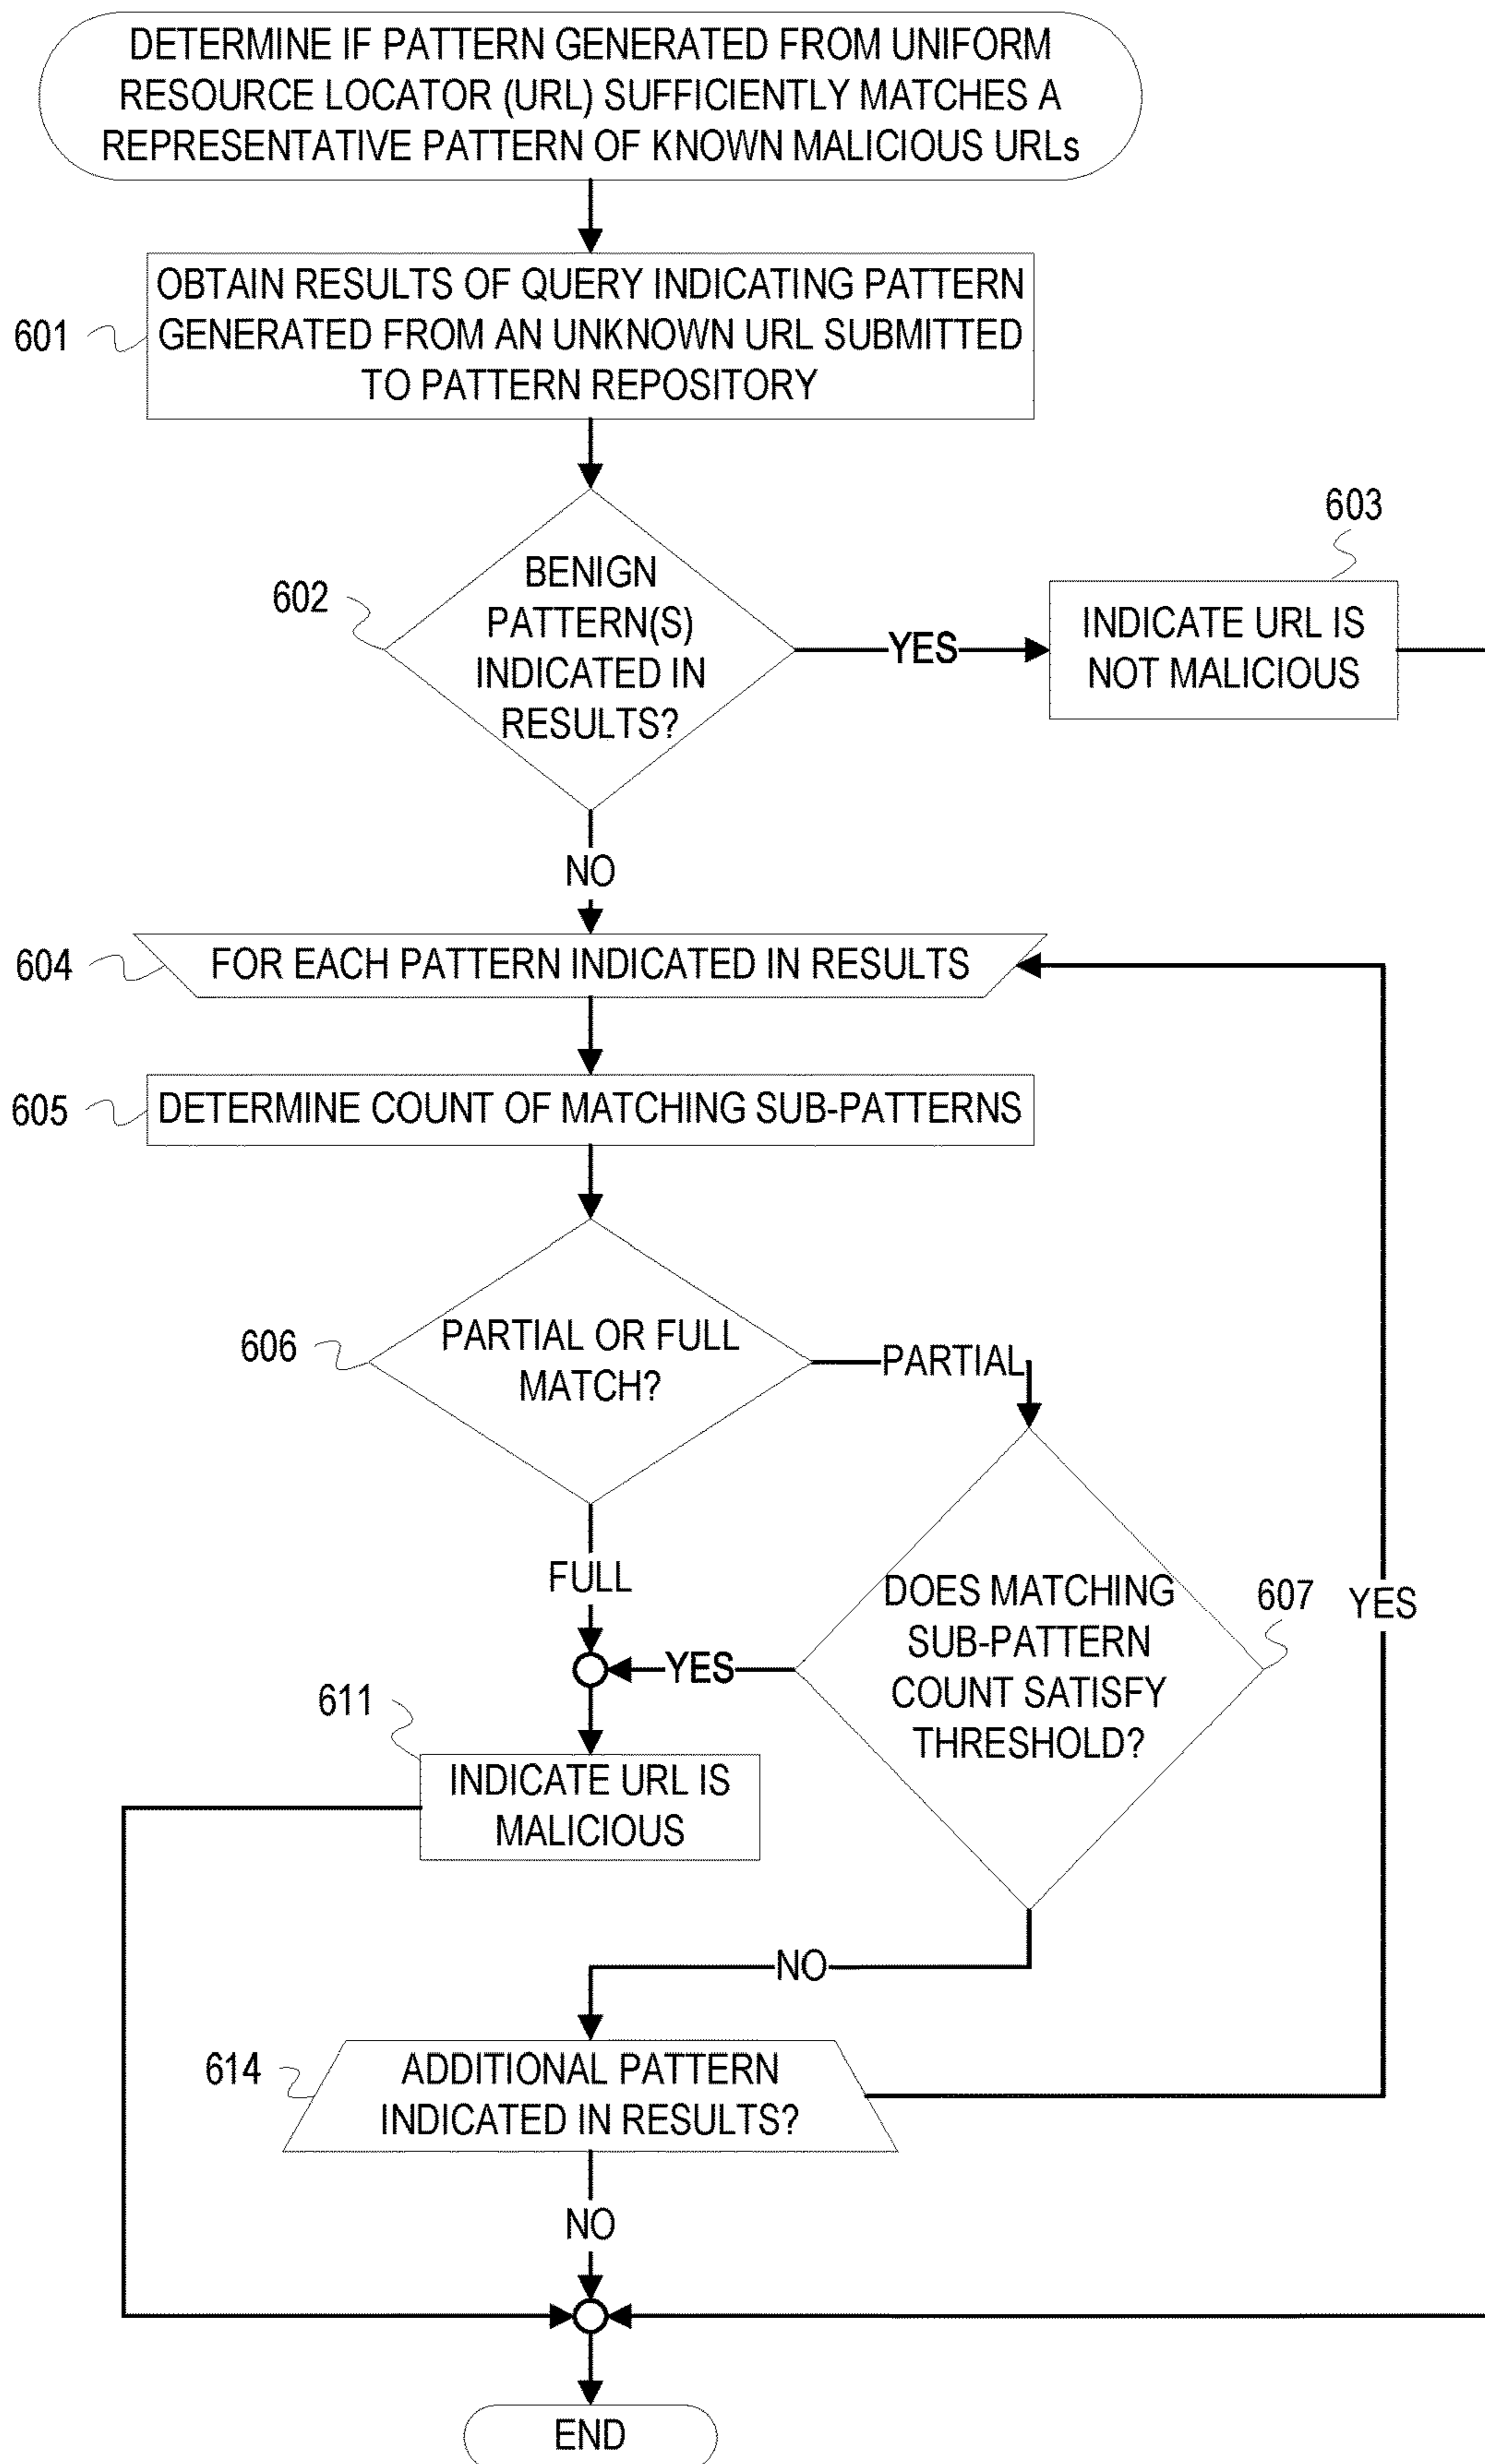 DETERMINE IF PATTERN GENERATED FROM UNIFORM
RESOURCE LOCATOR (URL) SUFFICIENTLY MATCHES A
REPRESENTATIVE PATTERN OF KNOWN MALICIOUS URLs
601
OBTAIN RESULTS OF QUERY INDICATING PATTERN
GENERATED FROM AN UNKNOWN URL SUBMITTED
TO PATTERN REPOSITORY
602
BENIGN
PATTERN(S)
INDICATED IN
RESULTS?
YES
603
INDICATE URL IS
NOT MALICIOUS
NO
604
FOR EACH PATTERN INDICATED IN RESULTS
605
DETERMINE COUNT OF MATCHING SUB-PATTERNS
606
PARTIAL OR FULL
MATCH?
PARTIAL
FULL
607
DOES MATCHING
SUB-PATTERN
COUNT SATISFY
THRESHOLD?
YES
YES
611
INDICATE URL IS
MALICIOUS
NO
614
ADDITIONAL PATTERN
INDICATED IN RESULTS?
NO
END